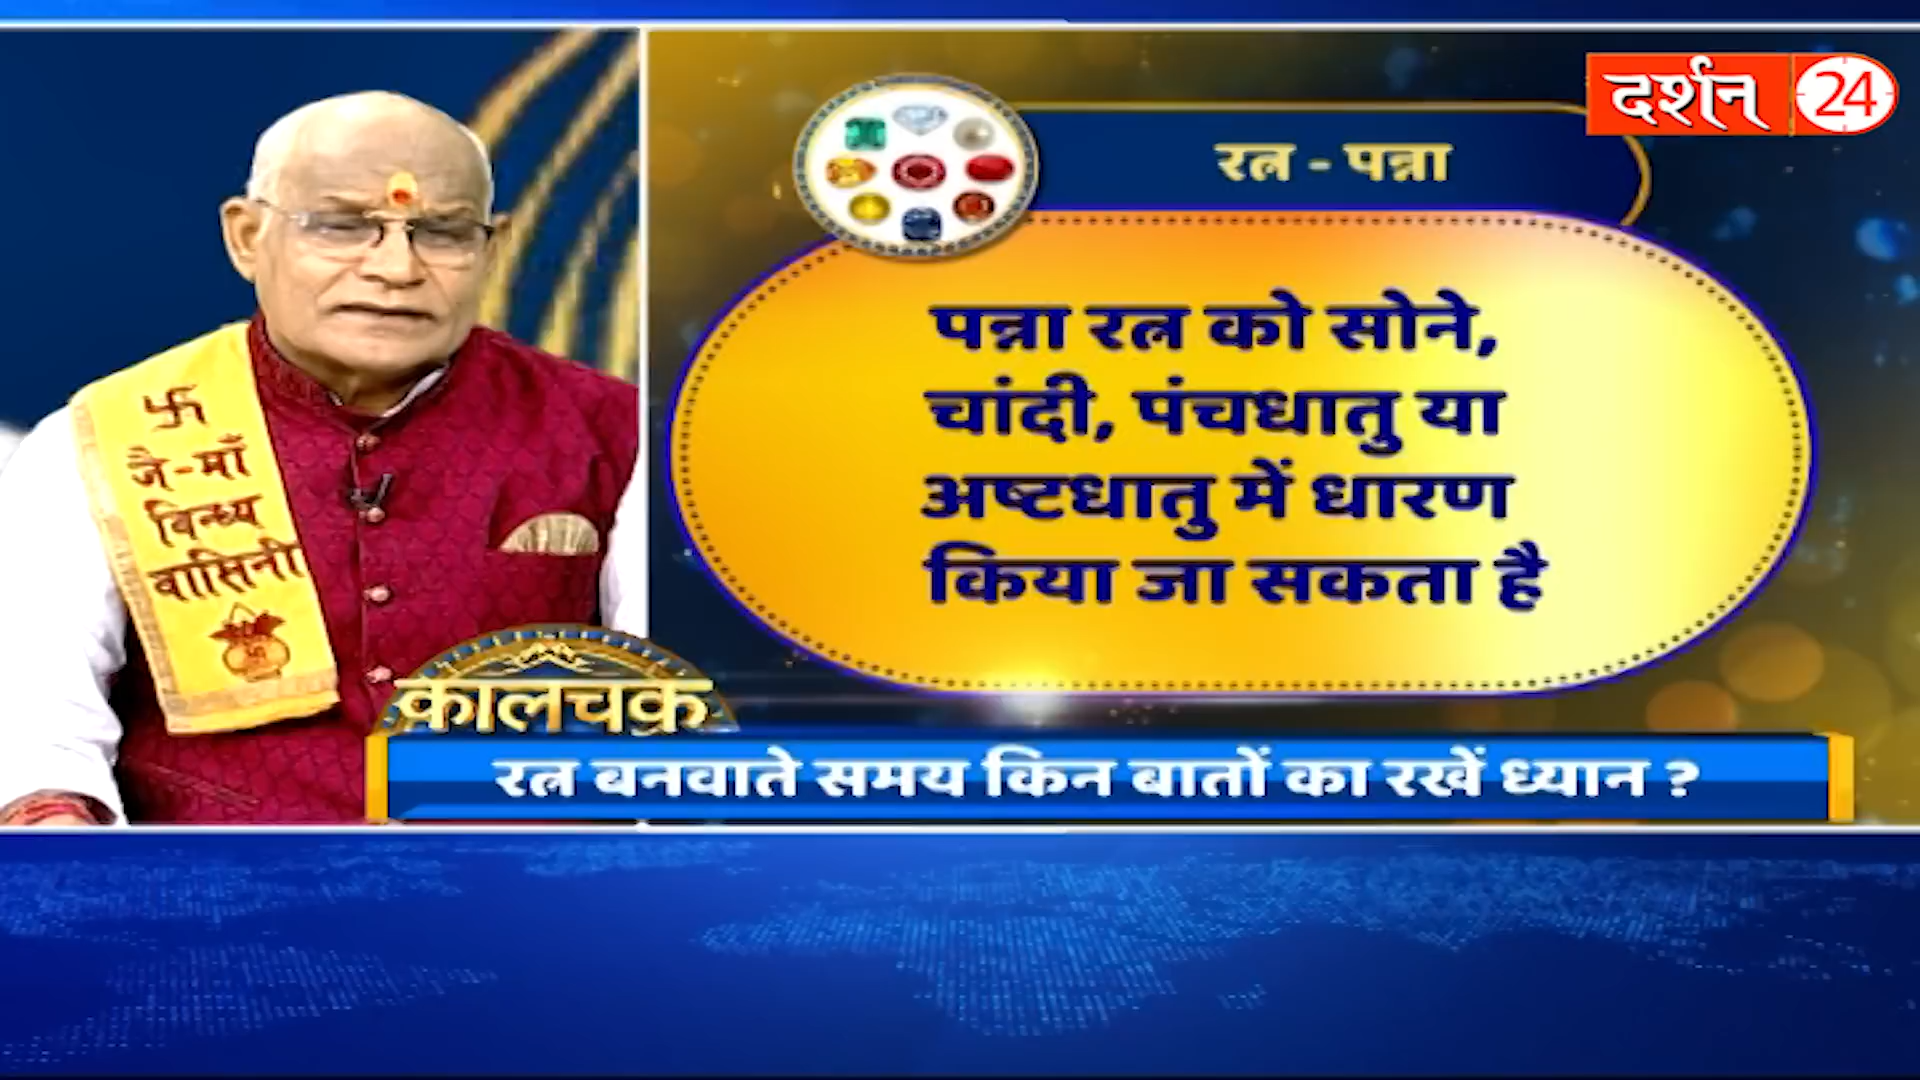 दर्शन 24
रत्न - पन्ना
पन्ना रत्न को सोने,
चांदी, पंचधातु या
अष्टधातु में धारण
किया जा सकता है
जै-माँ
विन्ध्य
वासिनी
कालचक्र
रत्न बनवाते समय किन बातों का रखें ध्यान ?